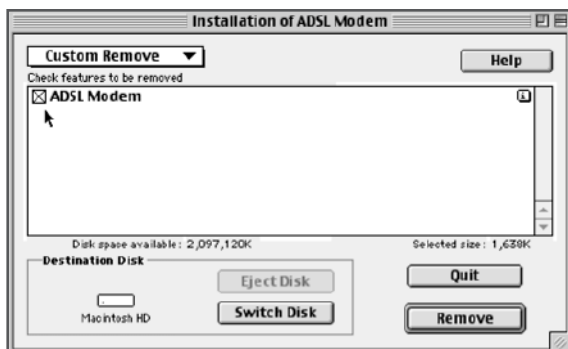 Installation of ADSL Modem
Custom Remove
Help
Check features to be removed
ADSL Modem
Disk space available: 2,097,120K
Selected size: 1,638K
Destination Disk
Eject Disk
Quit
Macintosh HD
Switch Disk
Remove